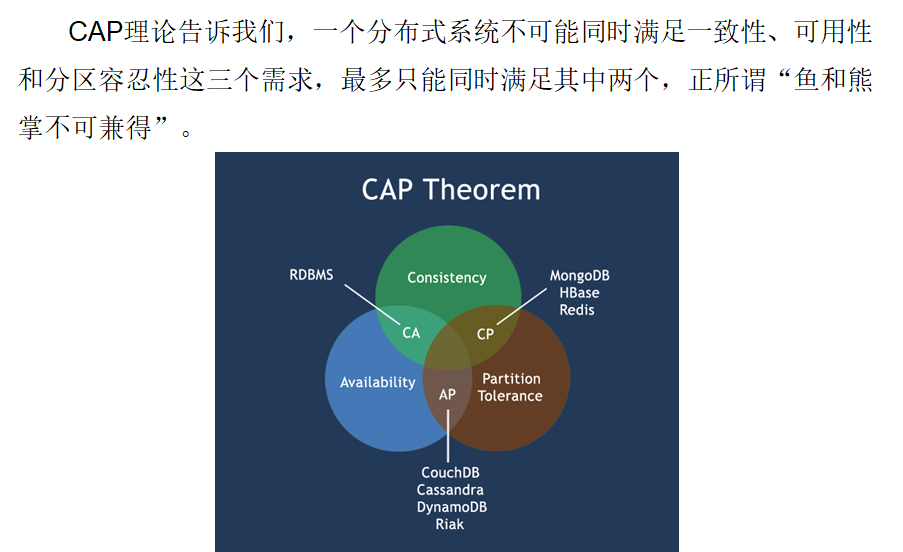 CAP理论告诉我们，一个分布式系统不可能同时满足一致性、可用性
和分区容忍性这三个需求，最多只能同时满足其中两个，正所谓“鱼和熊
掌不可兼得”。
CAP Theorem
RDBMS
Consistency
MongoDB
HBase
Redis
CA
CP
Availability
Partition
Tolerance
AP
CouchDB
Cassandra
DynamoDB
Riak